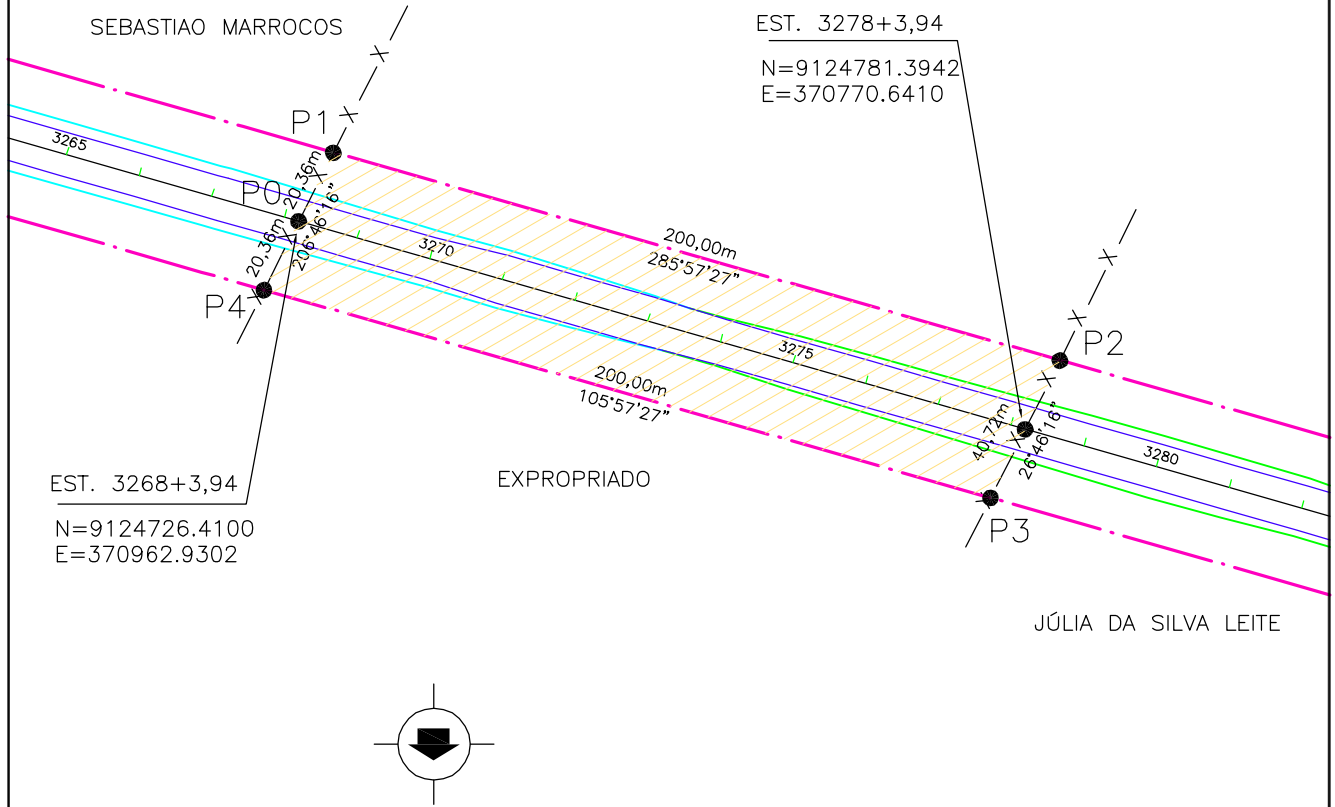 SEBASTIAO MARROCOS
EST. 3278+3,94
N=9124781.3942
E=370770.6410
3265
P1
20,36m
P0
206°46'16"
20,36m
P4
3270
200,00m
285°57'27"
3275
P2
200,00m
105°57'27"
40,72m
26°46'16"
3280
P3
EST. 3268+3,94
N=9124726.4100
E=370962.9302
EXPROPRIADO
JÚLIA DA SILVA LEITE
X
X
X
X
X
X
X
X
X
X
X